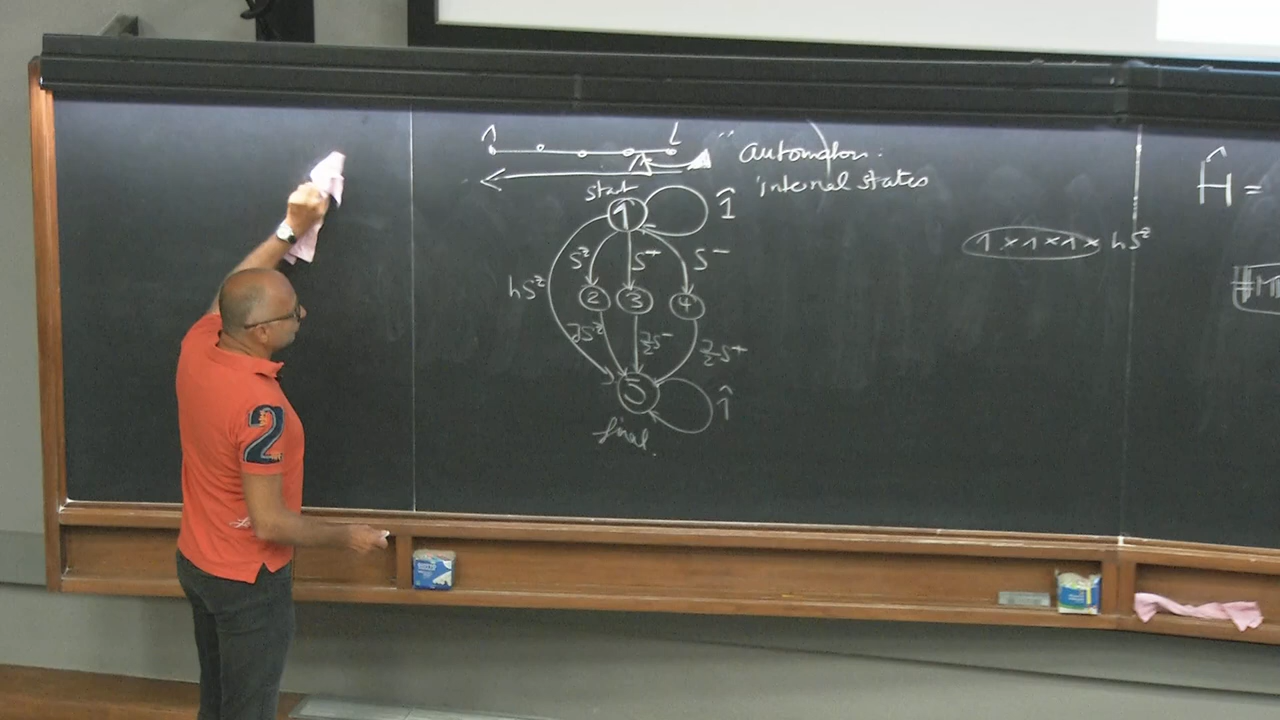 1 L
" Automaton:
internal states
start
1 1̂
S^z S^+ S^-
hS^z
2 3 4
JS^z J/2 S^- J/2 S^+
5 1̂
final.
1 × 1 × 1 × hS^z
Ĥ =
2